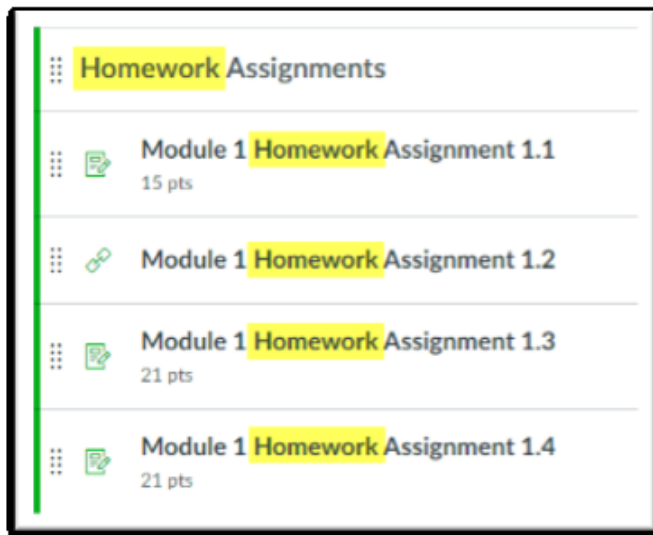 Homework Assignments
Module 1 Homework Assignment 1.1
15 pts
Module 1 Homework Assignment 1.2
Module 1 Homework Assignment 1.3
21 pts
Module 1 Homework Assignment 1.4
21 pts